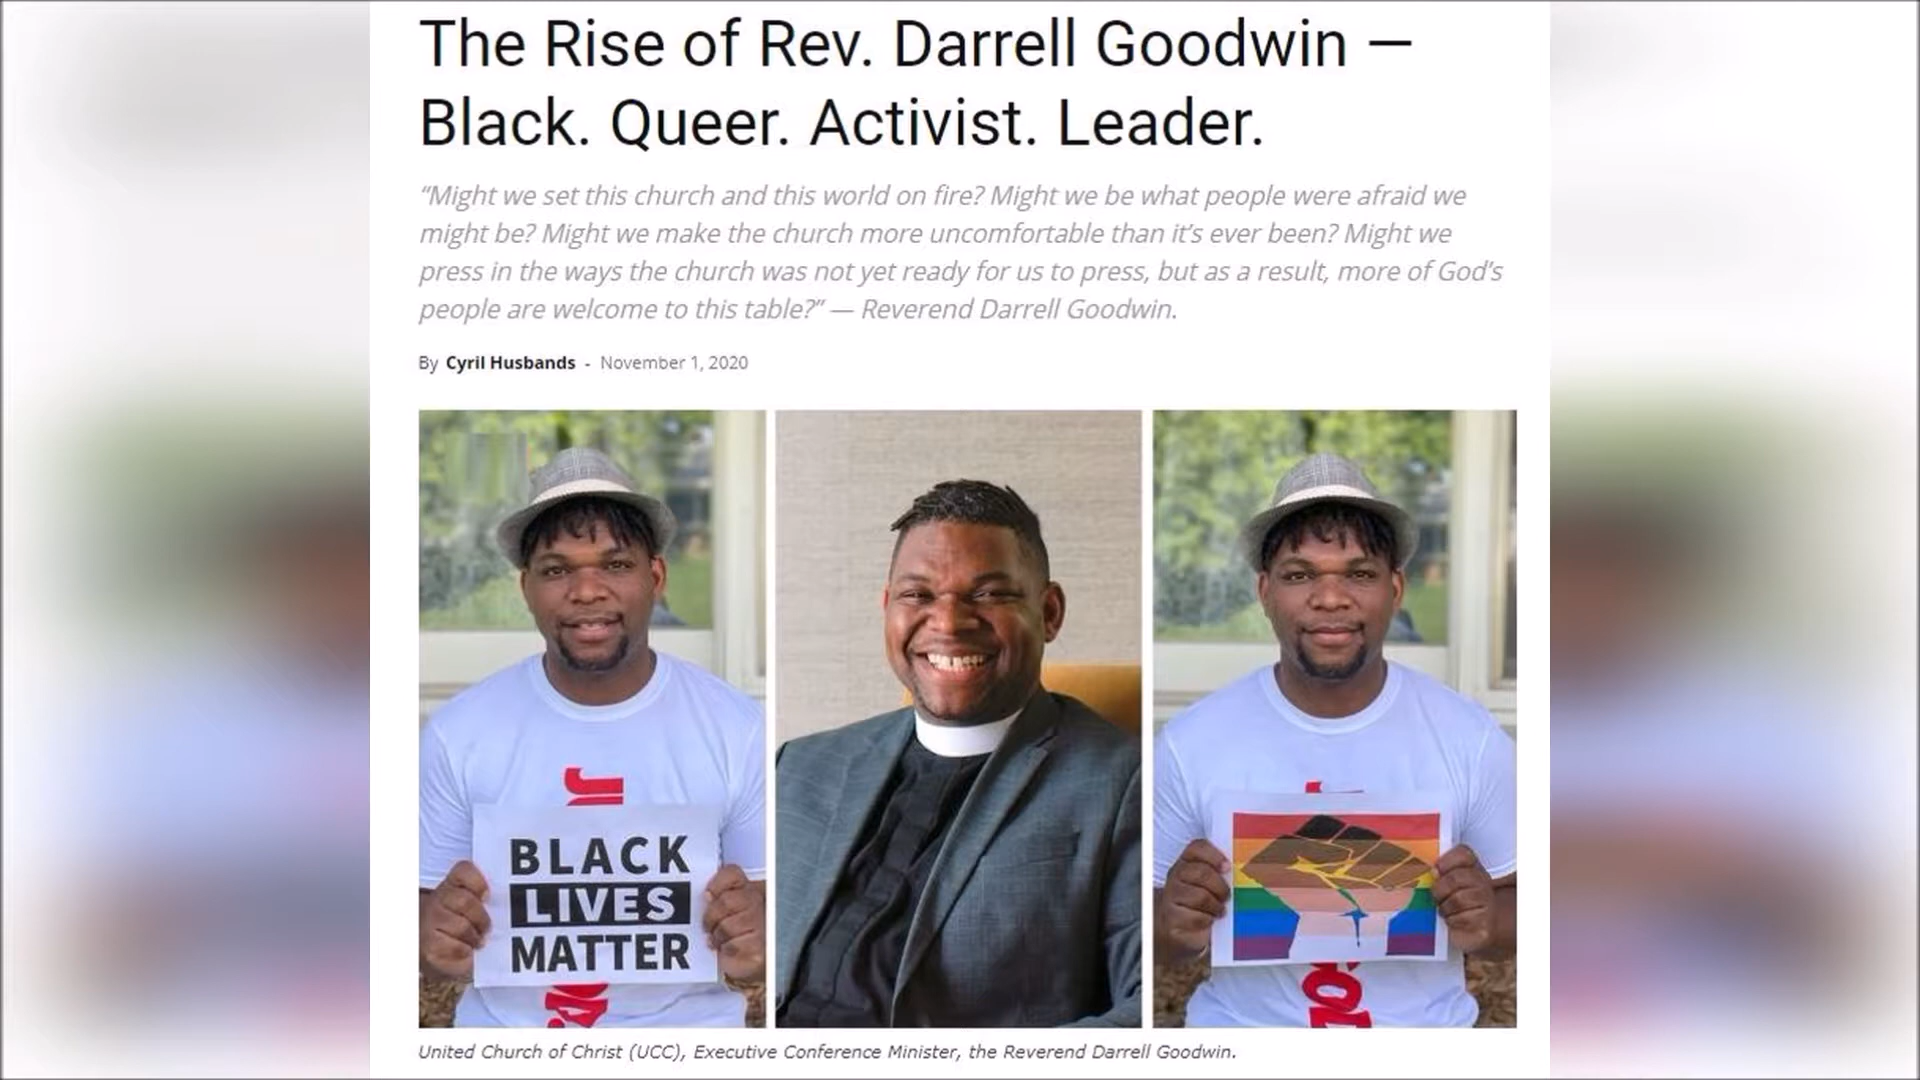 The Rise of Rev. Darrell Goodwin —
Black. Queer. Activist. Leader.
“Might we set this church and this world on fire? Might we be what people were afraid we
might be? Might we make the church more uncomfortable than it’s ever been? Might we
press in the ways the church was not yet ready for us to press, but as a result, more of God’s
people are welcome to this table?” — Reverend Darrell Goodwin.
By Cyril Husbands - November 1, 2020
BLACK
LIVES
MATTER
United Church of Christ (UCC), Executive Conference Minister, the Reverend Darrell Goodwin.